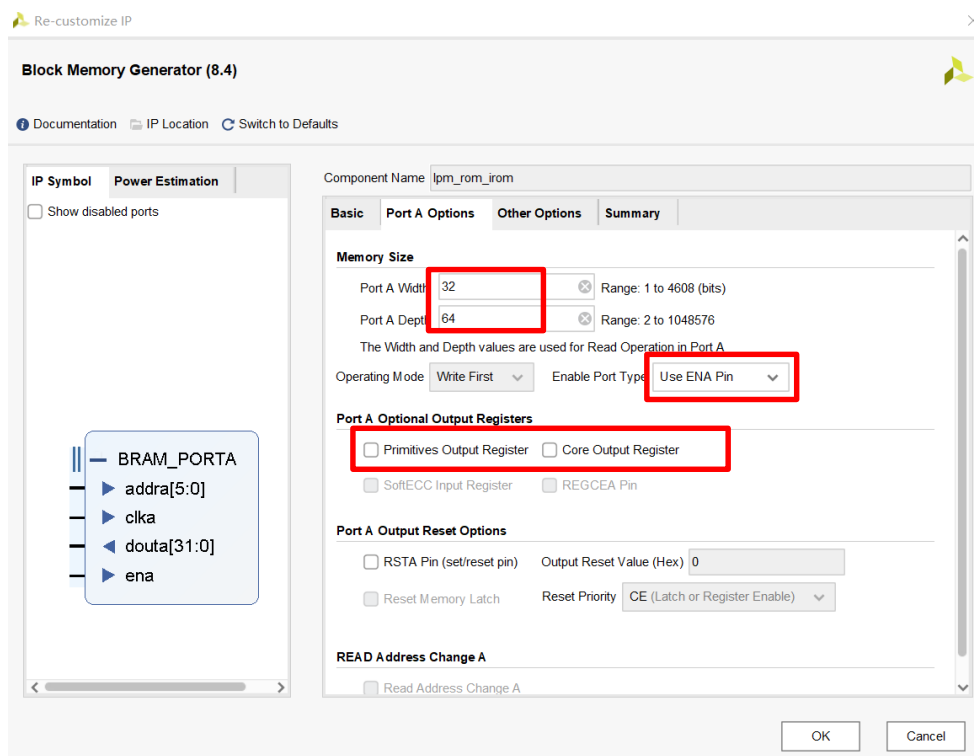 Re-customize IP
Block Memory Generator (8.4)
Documentation IP Location Switch to Defaults
IP Symbol Power Estimation
Show disabled ports
BRAM_PORTA
addra[5:0]
clka
douta[31:0]
ena
Component Name lpm_rom_irom
Basic Port A Options Other Options Summary
Memory Size
Port A Width 32 Range: 1 to 4608 (bits)
Port A Depth 64 Range: 2 to 1048576
The Width and Depth values are used for Read Operation in Port A
Operating Mode Write First Enable Port Type Use ENA Pin
Port A Optional Output Registers
Primitives Output Register Core Output Register
SoftECC Input Register REGCEA Pin
Port A Output Reset Options
RSTA Pin (set/reset pin) Output Reset Value (Hex) 0
Reset Memory Latch Reset Priority CE (Latch or Register Enable)
READ Address Change A
Read Address Change A
OK Cancel